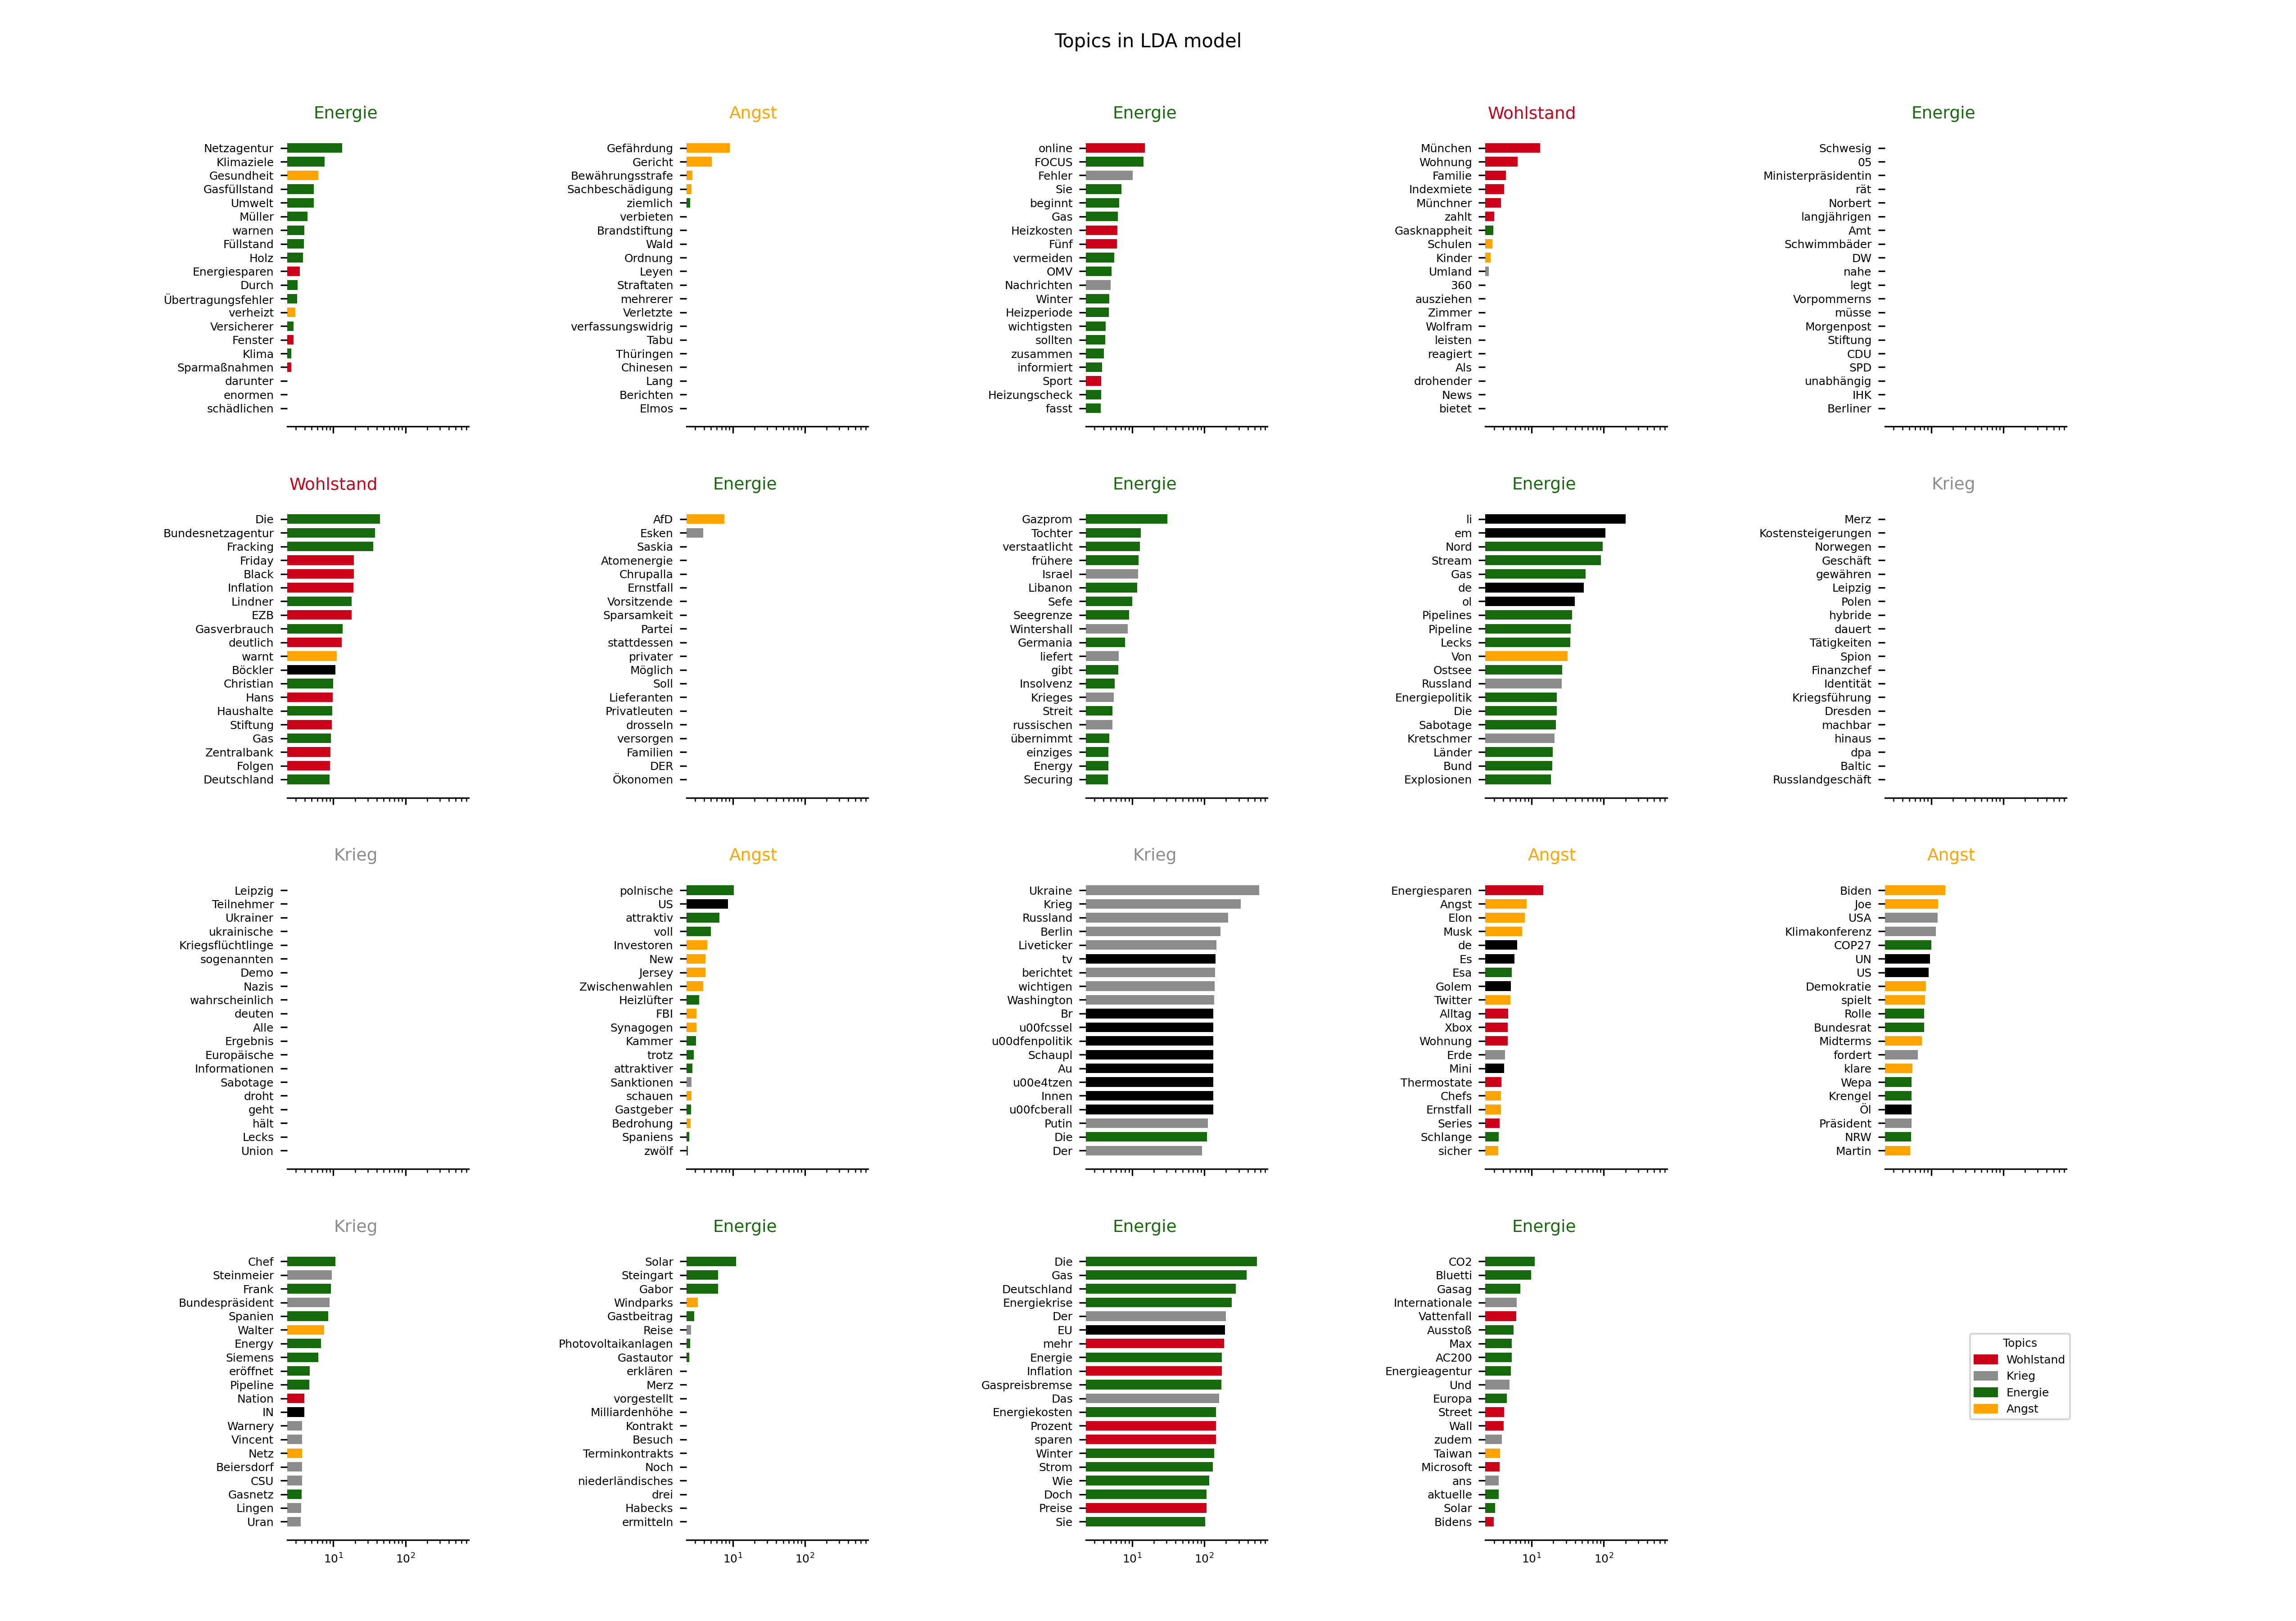 Topics in LDA model
Energie
Netzagentur
Klimaziele
Gesundheit
Gasfüllstand
Umwelt
Müller
warnen
Füllstand
Holz
Energiesparen
Durch
Übertragungsfehler
verheizt
Versicherer
Fenster
Klima
Sparmaßnahmen
darunter
enormen
schädlichen
Angst
Gefährdung
Gericht
Bewährungsstrafe
Sachbeschädigung
ziemlich
verbieten
Brandstiftung
Wald
Ordnung
Leyen
Straftaten
mehrerer
Verletzte
verfassungswidrig
Tabu
Thüringen
Chinesen
Lang
Berichten
Elmos
Energie
online
FOCUS
Fehler
Sie
beginnt
Gas
Heizkosten
Fünf
vermeiden
OMV
Nachrichten
Winter
Heizperiode
wichtigsten
sollten
zusammen
informiert
Sport
Heizungscheck
fasst
Wohlstand
München
Wohnung
Familie
Indexmiete
Münchner
zahlt
Gasknappheit
Schulen
Kinder
Umland
360
ausziehen
Zimmer
Wolfram
leisten
reagiert
Als
drohender
News
bietet
Energie
Schwesig
05
Ministerpräsidentin
rät
Norbert
langjährigen
Amt
Schwimmbäder
DW
nahe
legt
Vorpommerns
müsse
Morgenpost
Stiftung
CDU
SPD
unabhängig
IHK
Berliner
Wohlstand
Die
Bundesnetzagentur
Fracking
Friday
Black
Inflation
Lindner
EZB
Gasverbrauch
deutlich
warnt
Böckler
Christian
Hans
Haushalte
Stiftung
Gas
Zentralbank
Folgen
Deutschland
Energie
AfD
Esken
Saskia
Atomenergie
Chrupalla
Ernstfall
Vorsitzende
Sparsamkeit
Partei
stattdessen
privater
Möglich
Soll
Lieferanten
Privatleuten
drosseln
versorgen
Familien
DER
Ökonomen
Energie
Gazprom
Tochter
verstaatlicht
frühere
Israel
Libanon
Sefe
Seegrenze
Wintershall
Germania
liefert
gibt
Insolvenz
Krieges
Streit
russischen
übernimmt
einziges
Energy
Securing
Energie
li
em
Nord
Stream
Gas
de
ol
Pipelines
Pipeline
Lecks
Von
Ostsee
Russland
Energiepolitik
Die
Sabotage
Kretschmer
Länder
Bund
Explosionen
Krieg
Merz
Kostensteigerungen
Norwegen
Geschäft
gewähren
Leipzig
Polen
hybride
dauert
Tätigkeiten
Spion
Finanzchef
Identität
Kriegsführung
Dresden
machbar
hinaus
dpa
Baltic
Russlandgeschäft
Krieg
Leipzig
Teilnehmer
Ukrainer
ukrainische
Kriegsflüchtlinge
sogenannten
Demo
Nazis
wahrscheinlich
deuten
Alle
Ergebnis
Europäische
Informationen
Sabotage
droht
geht
hält
Lecks
Union
Angst
polnische
US
attraktiv
voll
Investoren
New
Jersey
Zwischenwahlen
Heizlüfter
FBI
Synagogen
Kammer
trotz
attraktiver
Sanktionen
schauen
Gastgeber
Bedrohung
Spaniens
zwölf
Krieg
Ukraine
Krieg
Russland
Berlin
Liveticker
tv
berichtet
wichtigen
Washington
Br
u00fcssel
u00dfenpolitik
Schaupl
Au
u00e4tzen
Innen
u00fcberall
Putin
Die
Der
Angst
Energiesparen
Angst
Elon
Musk
de
Es
Esa
Golem
Twitter
Alltag
Xbox
Wohnung
Erde
Mini
Thermostate
Chefs
Ernstfall
Series
Schlange
sicher
Angst
Biden
Joe
USA
Klimakonferenz
COP27
UN
US
Demokratie
spielt
Rolle
Bundesrat
Midterms
fordert
klare
Wepa
Krengel
Öl
Präsident
NRW
Martin
Krieg
Chef
Steinmeier
Frank
Bundespräsident
Spanien
Walter
Energy
Siemens
eröffnet
Pipeline
Nation
IN
Warnery
Vincent
Netz
Beiersdorf
CSU
Gasnetz
Lingen
Uran
10¹ 10²
Energie
Solar
Steingart
Gabor
Windparks
Gastbeitrag
Reise
Photovoltaikanlagen
Gastautor
erklären
Merz
vorgestellt
Milliardenhöhe
Kontrakt
Besuch
Terminkontrakts
Noch
niederländisches
drei
Habecks
ermitteln
10¹ 10²
Energie
Die
Gas
Deutschland
Energiekrise
Der
EU
mehr
Energie
Inflation
Gaspreisbremse
Das
Energiekosten
Prozent
sparen
Winter
Strom
Wie
Doch
Preise
Sie
10¹ 10²
Energie
CO2
Bluetti
Gasag
Internationale
Vattenfall
Ausstoß
Max
AC200
Energieagentur
Und
Europa
Street
Wall
zudem
Taiwan
Microsoft
ans
aktuelle
Solar
Bidens
10¹ 10²
Topics
Wohlstand
Krieg
Energie
Angst